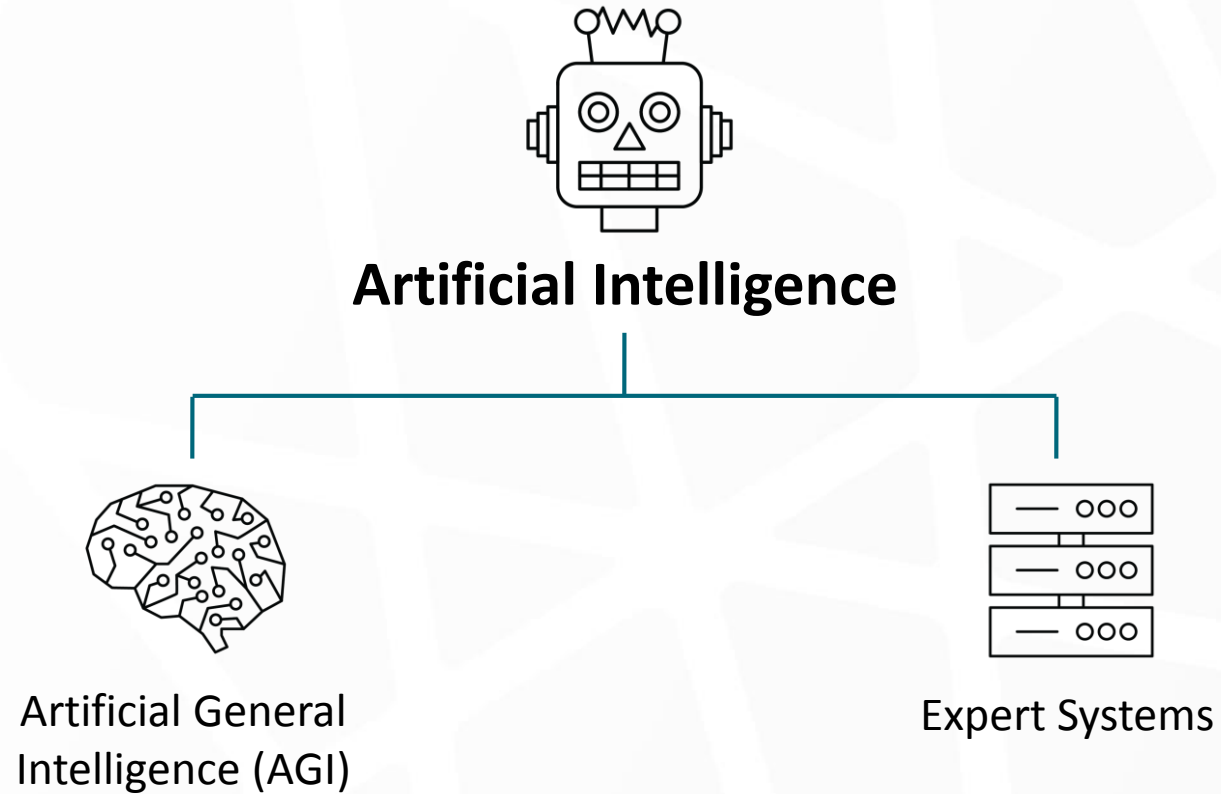 Artificial Intelligence
Artificial General
Intelligence (AGI)
Expert Systems